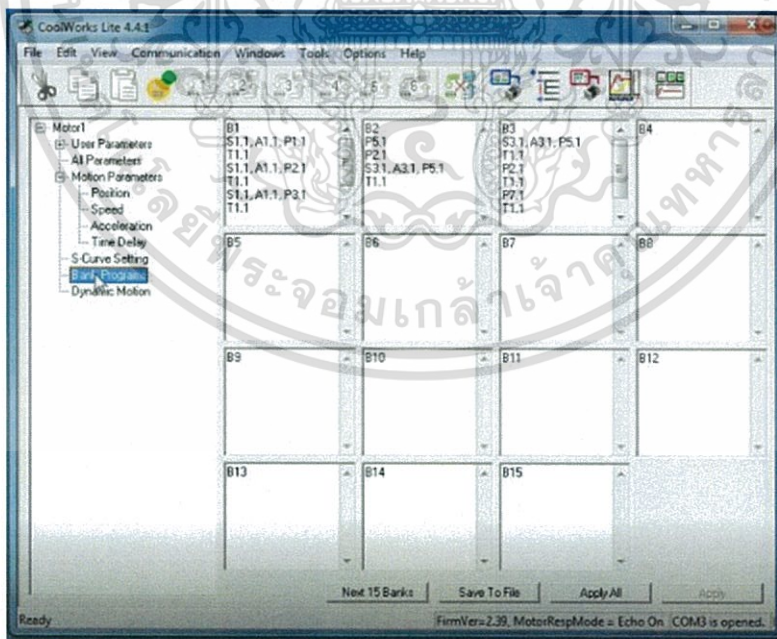 CoolWorks Lite 4.4.1
File Edit View Communication Windows Tools Options Help
Motor1
User Parameters
All Parameters
Motion Parameters
Position
Speed
Acceleration
Time Delay
S-Curve Setting
Bank Programs
Dynamic Motion
B1
S1.1, A1.1, P1.1
T1.1
S1.1, A1.1, P2.1
T1.1
S1.1, A1.1, P3.1
T1.1
B2
P5.1
P2.1
S3.1, A3.1, P5.1
T1.1
B3
S3.1, A3.1, P5.1
T1.1
P2.1
T1.1
P7.1
T1.1
B4
B5
B6
B7
B8
B9
B10
B11
B12
B13
B14
B15
Next 15 Banks Save To File Apply All Apply
Ready FirmVer=2.39, MotorRespMode = Echo On COM3 is opened.